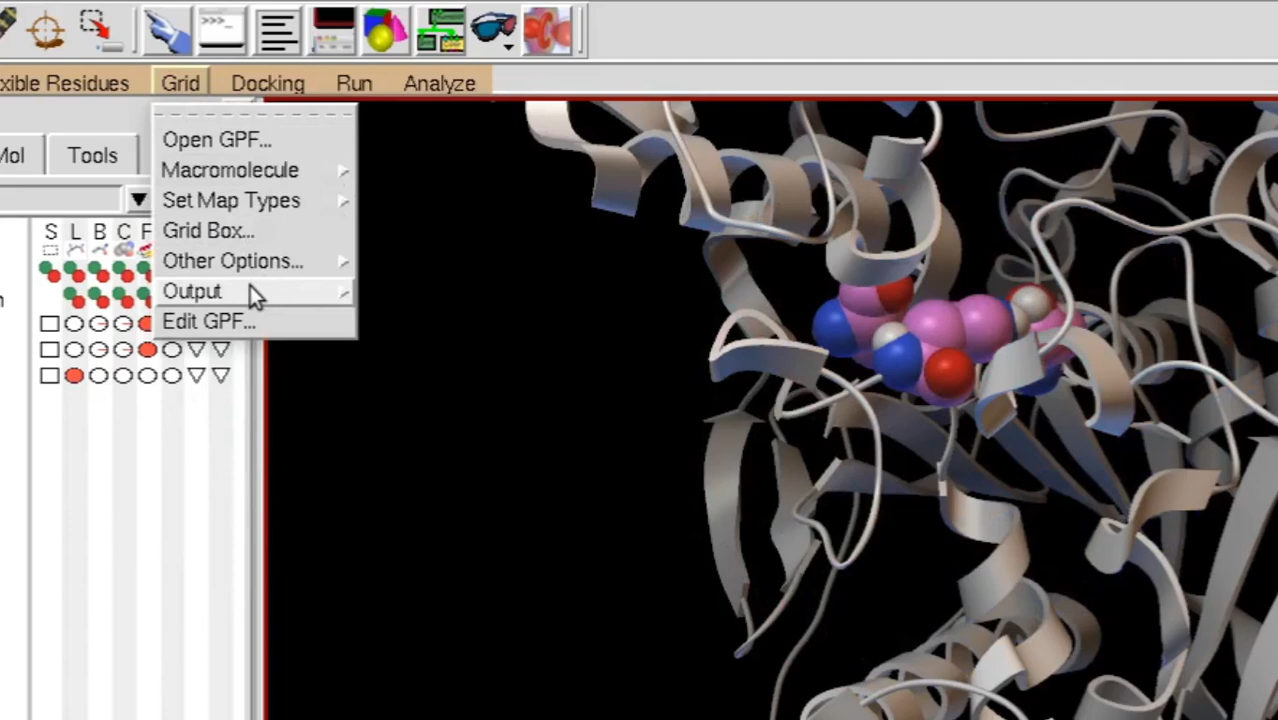 >>>_
xible Residues Grid Docking Run Analyze
Mol Tools
Open GPF...
Macromolecule
Set Map Types
Grid Box...
Other Options...
Output
Edit GPF...
S L B C F